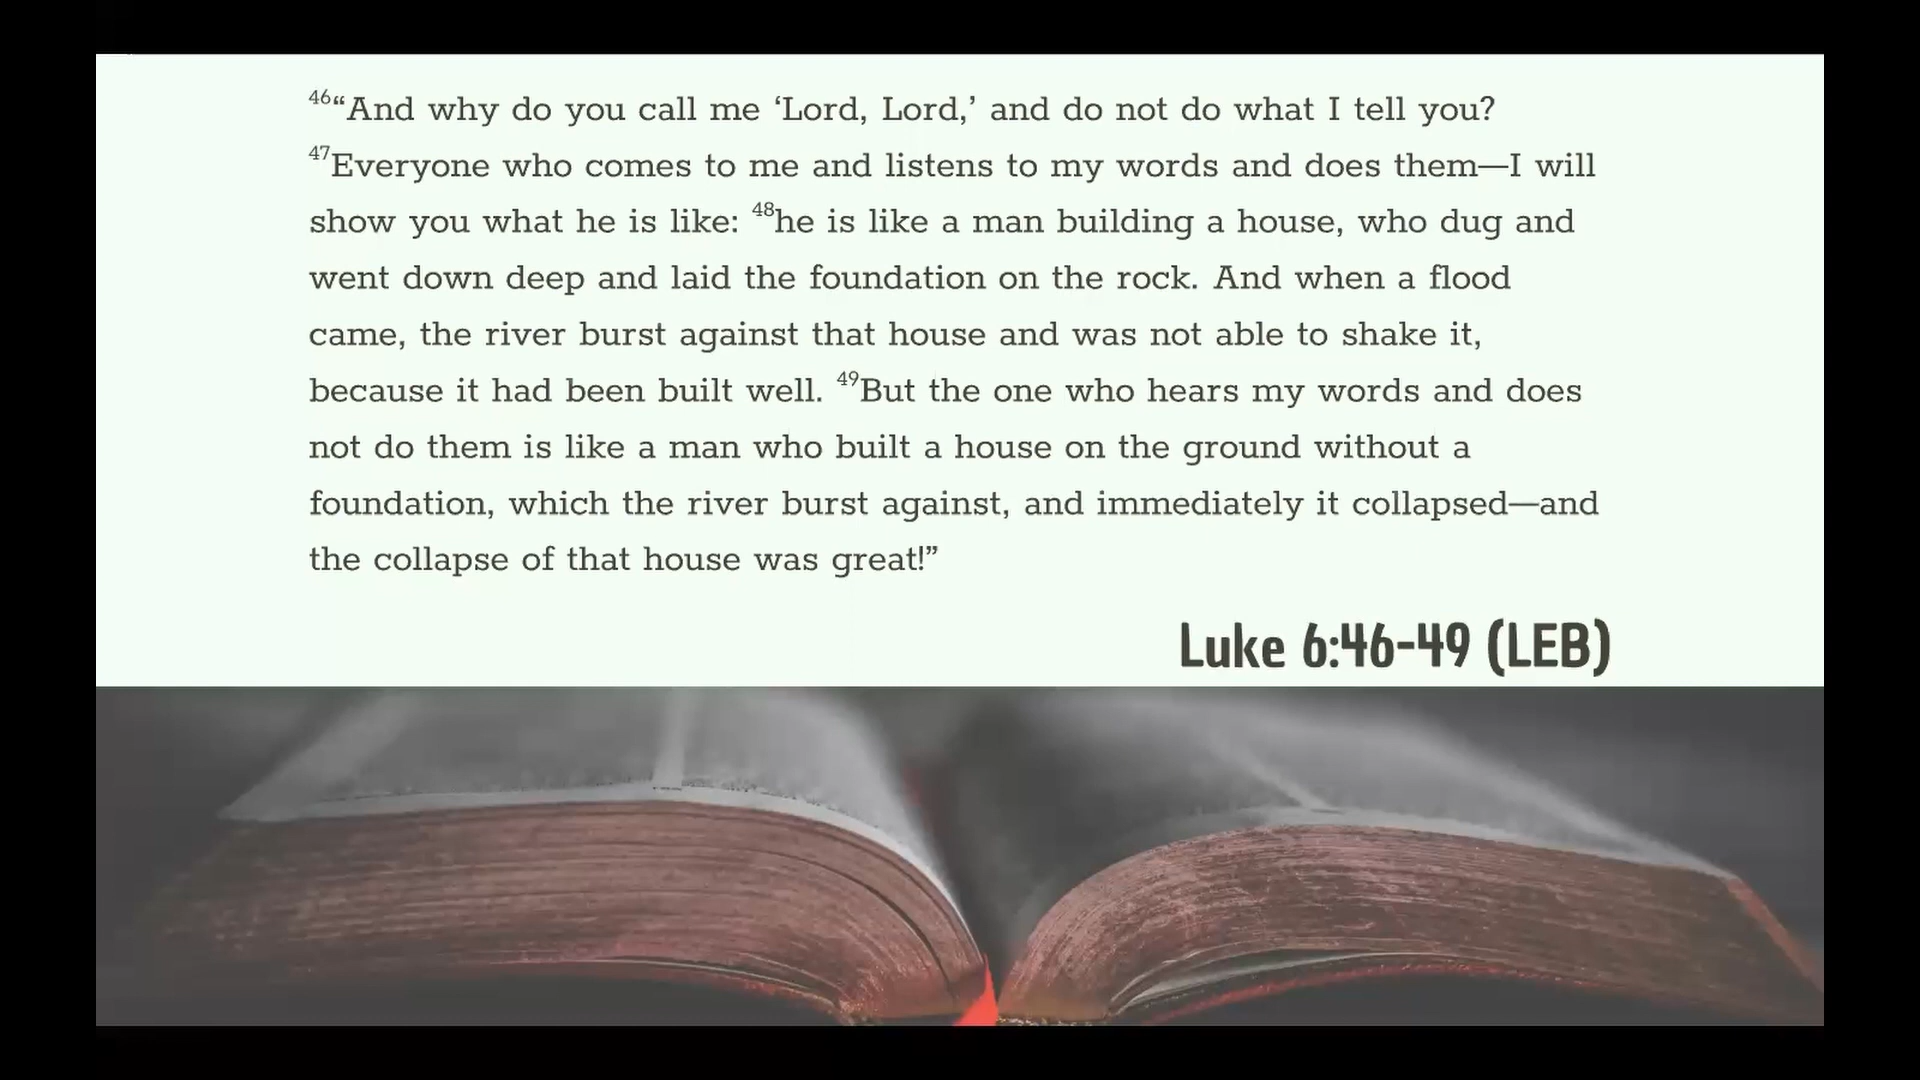 46“And why do you call me ‘Lord, Lord,’ and do not do what I tell you?
47Everyone who comes to me and listens to my words and does them—I will
show you what he is like: 48he is like a man building a house, who dug and
went down deep and laid the foundation on the rock. And when a flood
came, the river burst against that house and was not able to shake it,
because it had been built well. 49But the one who hears my words and does
not do them is like a man who built a house on the ground without a
foundation, which the river burst against, and immediately it collapsed—and
the collapse of that house was great!”
Luke 6:46-49 (LEB)